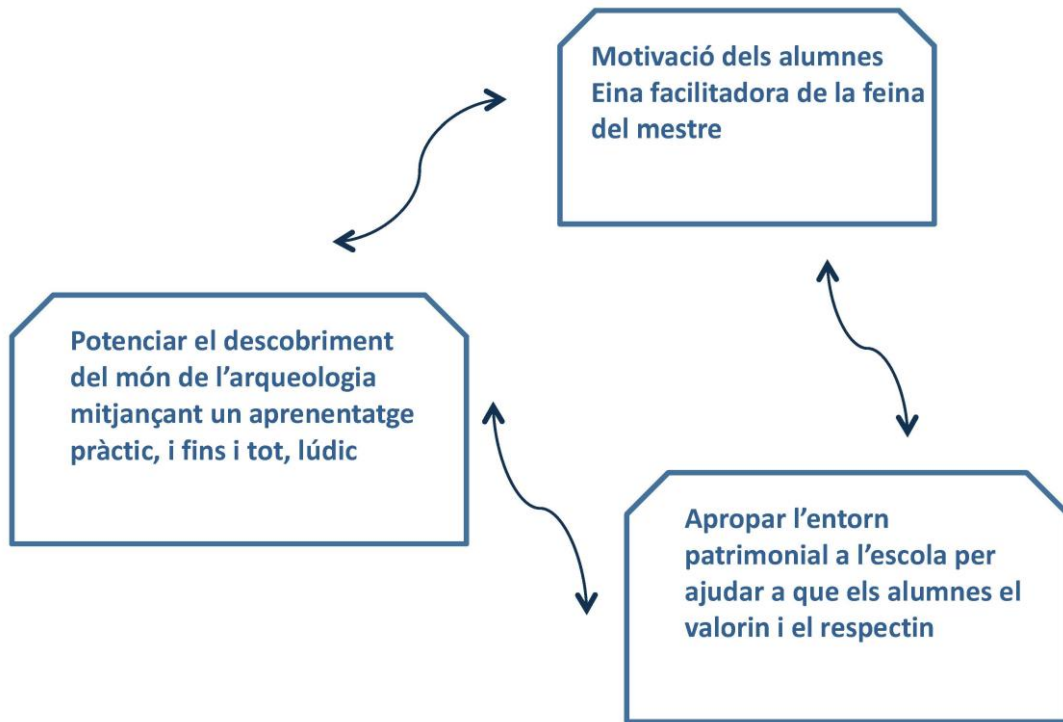 Motivació dels alumnes
Eina facilitadora de la feina
del mestre
Potenciar el descobriment
del món de l’arqueologia
mitjançant un aprenentatge
pràctic, i fins i tot, lúdic
Apropar l’entorn
patrimonial a l’escola per
ajudar a que els alumnes el
valorin i el respectin